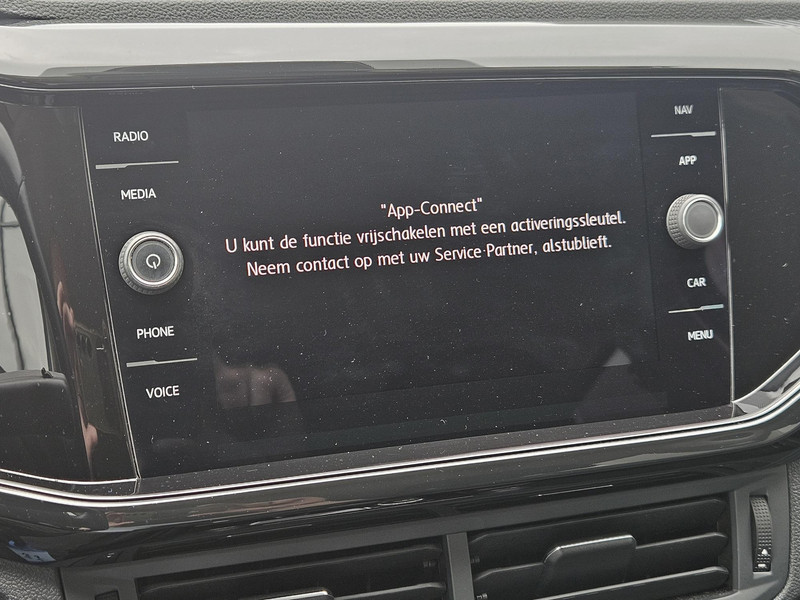 RADIO
MEDIA
PHONE
VOICE
"App-Connect"
U kunt de functie vrijschakelen met een activeringssleutel.
Neem contact op met uw Service-Partner, alstublieft.
NAV
APP
CAR
MENU